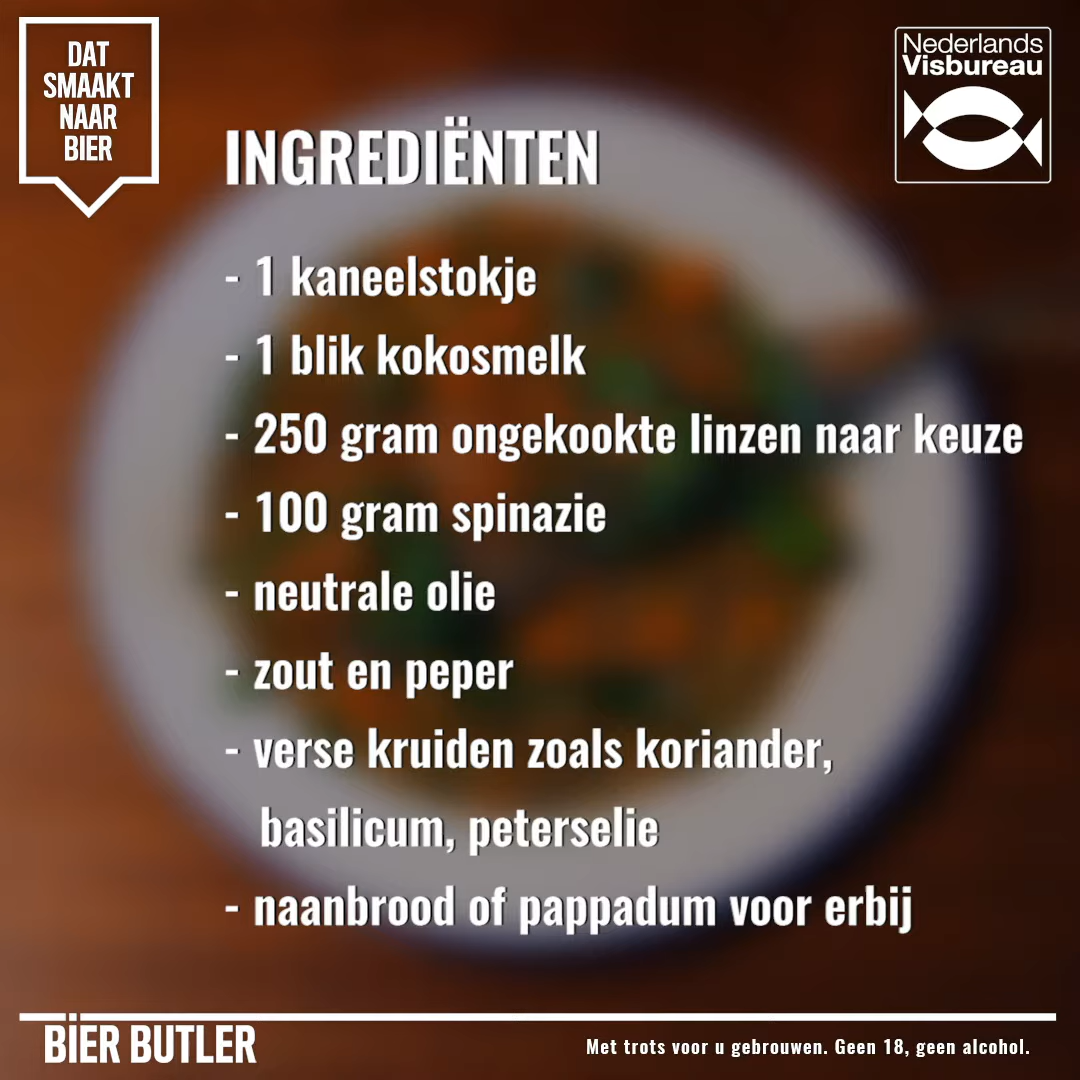 DAT
SMAAKT
NAAR
BIER
Nederlands
Visbureau
INGREDIËNTEN
- 1 kaneelstokje
- 1 blik kokosmelk
- 250 gram ongekookte linzen naar keuze
- 100 gram spinazie
- neutrale olie
- zout en peper
- verse kruiden zoals koriander,
basilicum, peterselie
- naanbrood of pappadum voor erbij
BÏER BUTLER
Met trots voor u gebrouwen. Geen 18, geen alcohol.